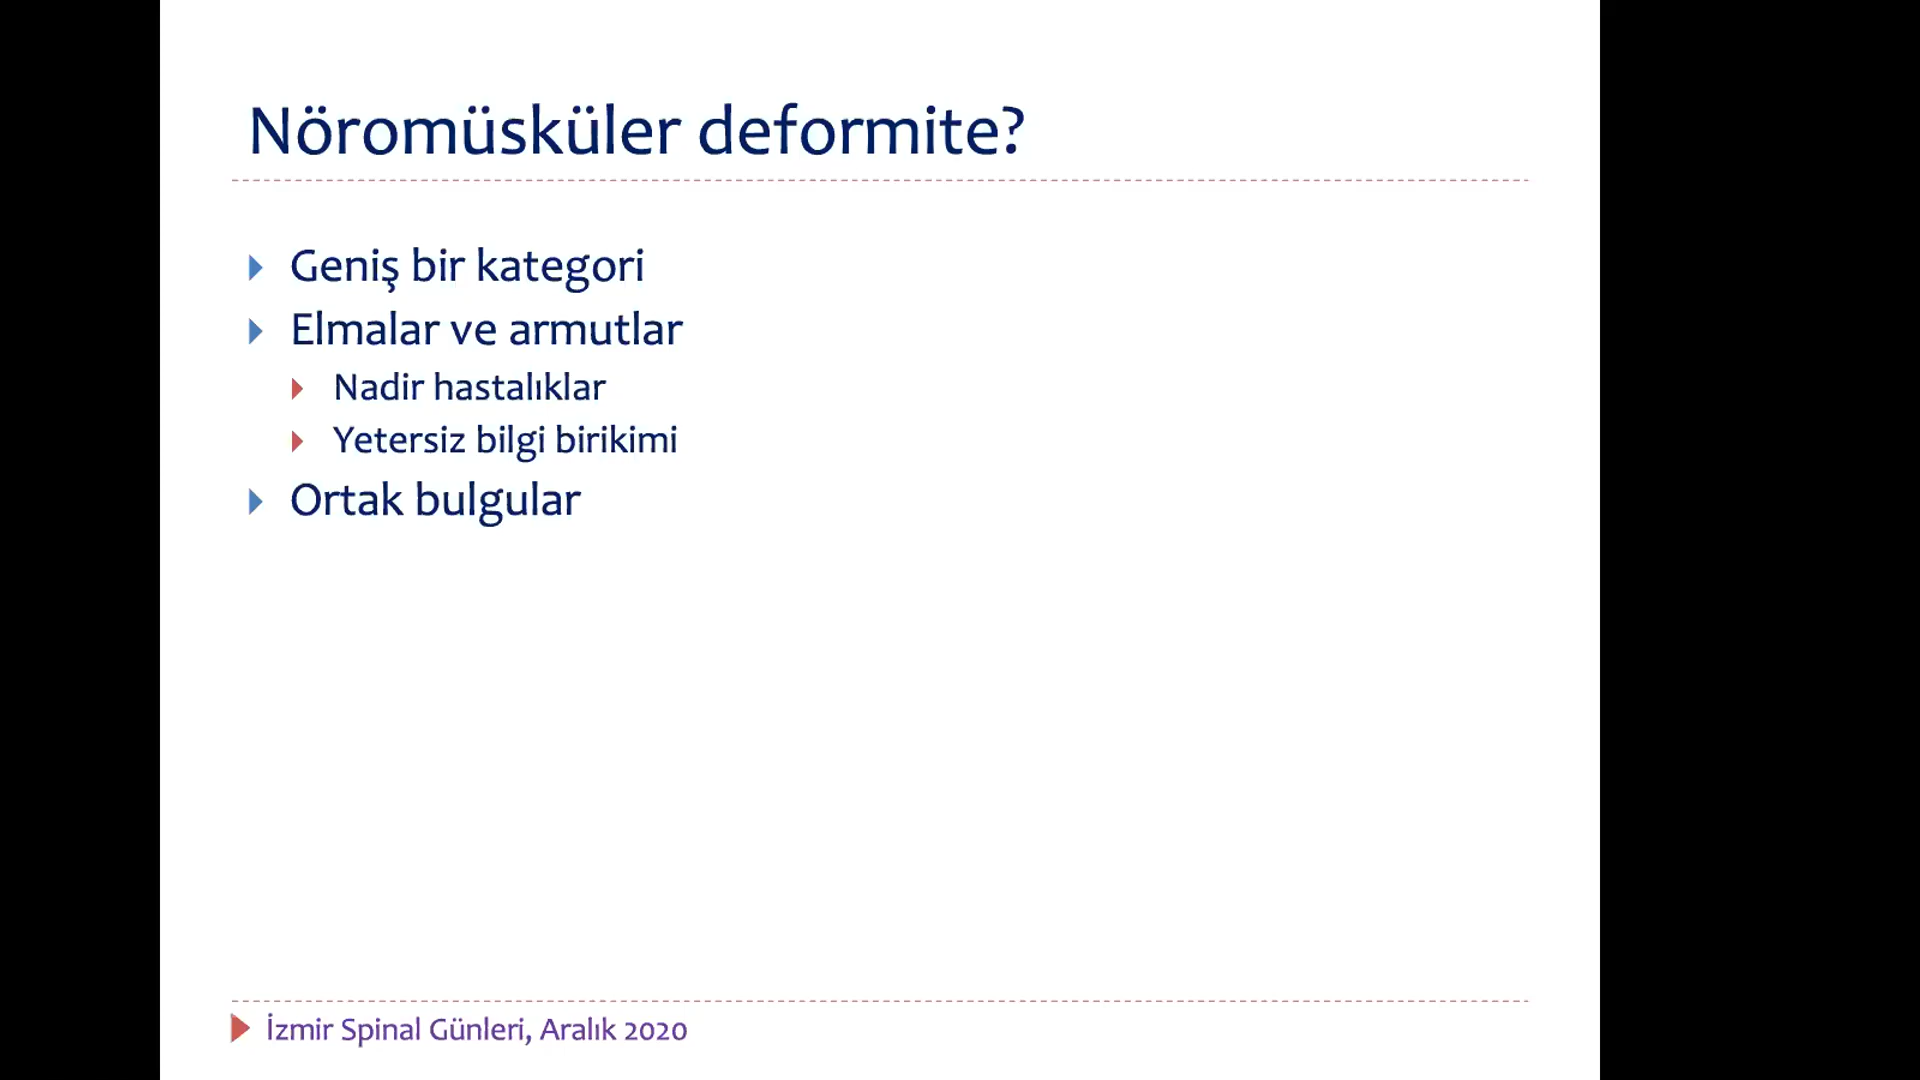 Nöromüsküler deformite?
Geniş bir kategori
Elmalar ve armutlar
Nadir hastalıklar
Yetersiz bilgi birikimi
Ortak bulgular
İzmir Spinal Günleri, Aralık 2020